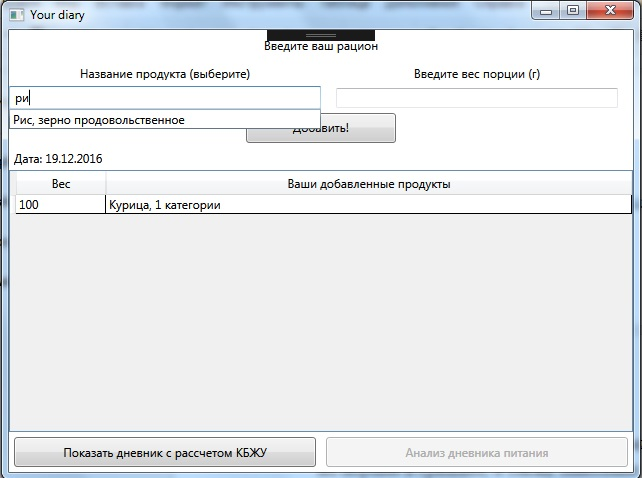 Your diary
Введите ваш рацион
Название продукта (выберите)
Введите вес порции (г)
ри
Рис, зерно продовольственное
Добавить!
Дата: 19.12.2016
Вес
Ваши добавленные продукты
100
Курица, 1 категории
Показать дневник с рассчетом КБЖУ
Анализ дневника питания